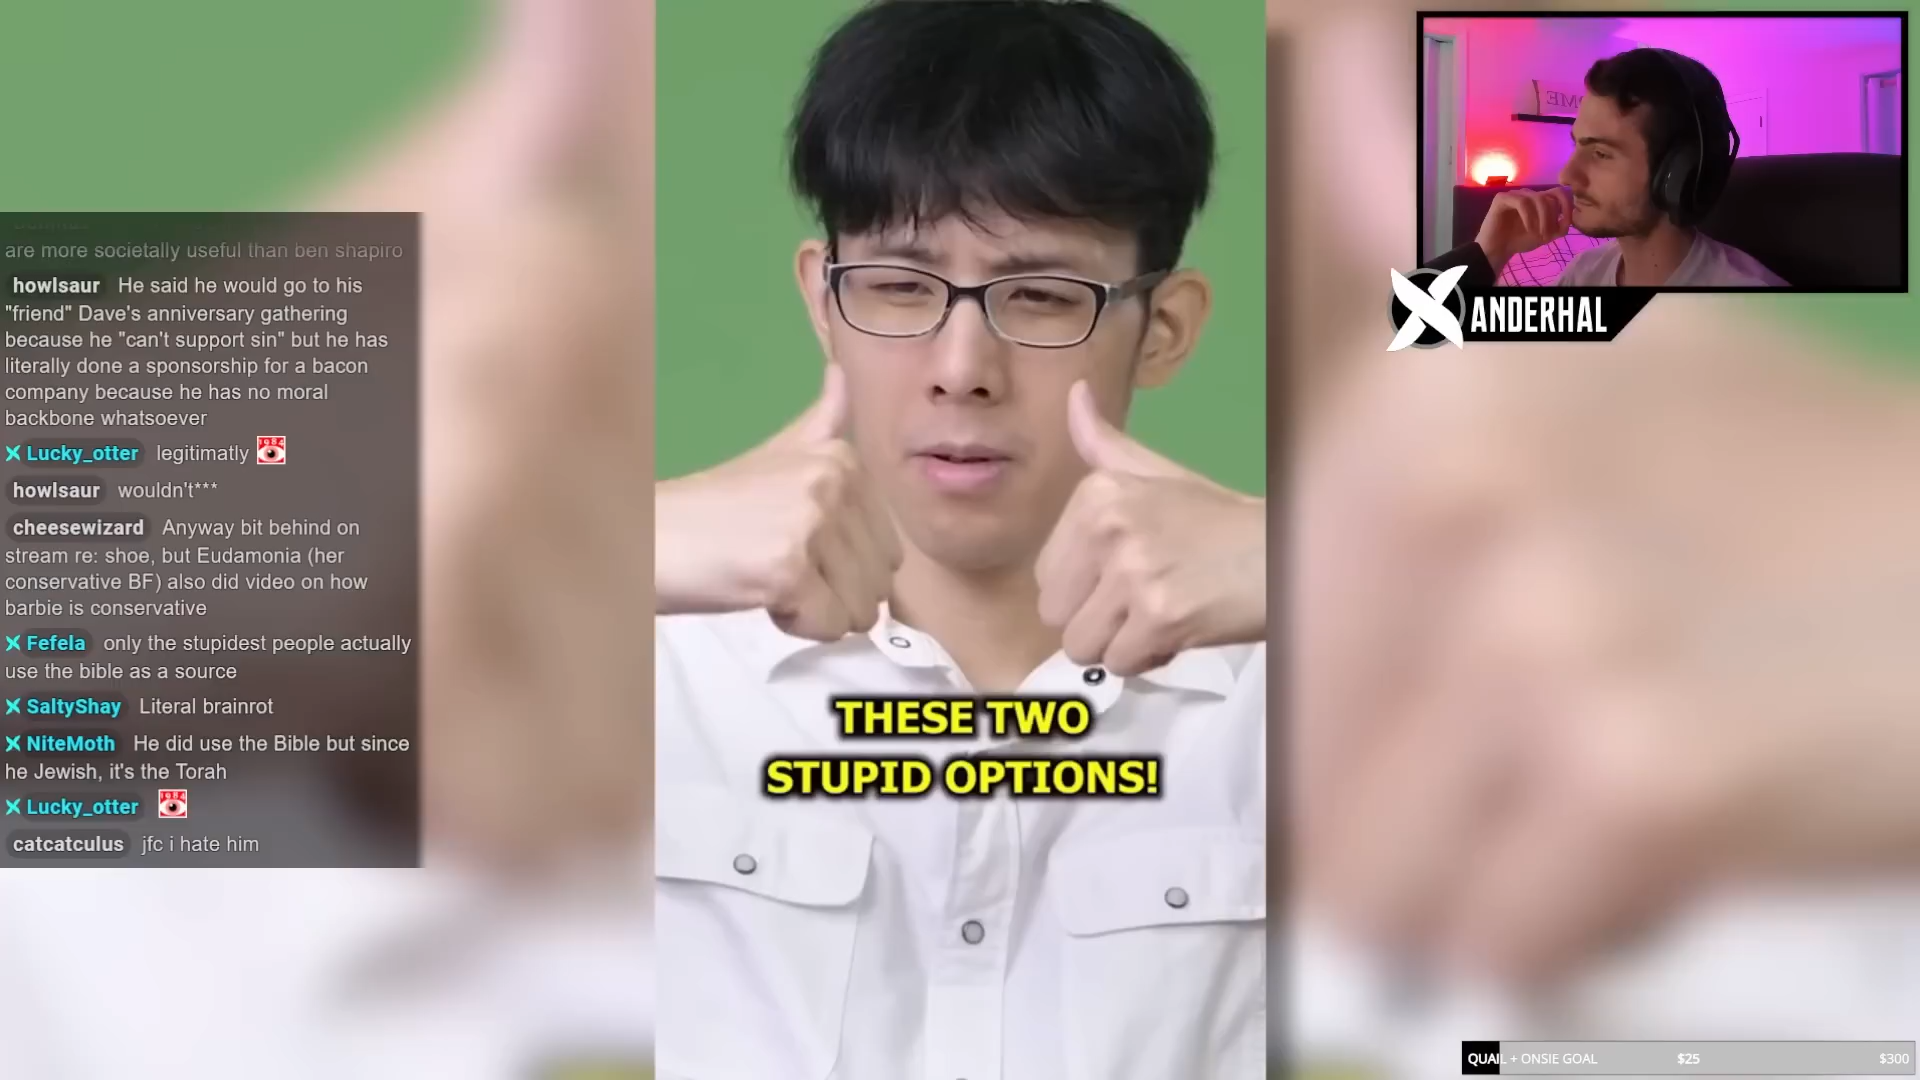 are more societally useful than ben shapiro
howlsaur He said he would go to his
"friend" Dave's anniversary gathering
because he "can't support sin" but he has
literally done a sponsorship for a bacon
company because he has no moral
backbone whatsoever
Lucky_otter legitimatly 1984
howlsaur wouldn't***
cheesewizard Anyway bit behind on
stream re: shoe, but Eudamonia (her
conservative BF) also did video on how
barbie is conservative
Fefela only the stupidest people actually
use the bible as a source
SaltyShay Literal brainrot
NiteMoth He did use the Bible but since
he Jewish, it's the Torah
Lucky_otter 1984
catcatculus jfc i hate him
THESE TWO
STUPID OPTIONS!
ANDERHAL
QUAIL + ONSIE GOAL $25 $300